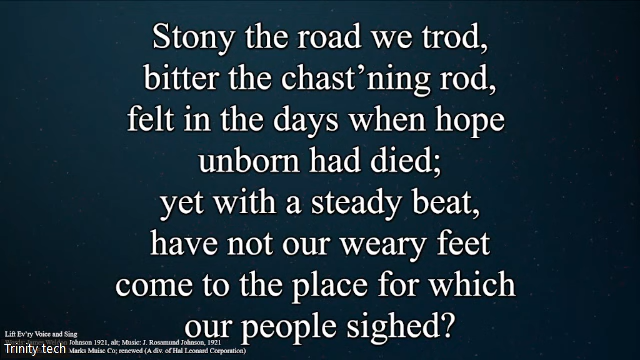 Stony the road we trod,
bitter the chast’ning rod,
felt in the days when hope
unborn had died;
yet with a steady beat,
have not our weary feet
come to the place for which
our people sighed?
Lift Ev'ry Voice and Sing
Johnson 1921, alt; Music: J. Rosamund Johnson, 1921
Marks Music Co; renewed (A div. of Hal Leonard Corporation)
Trinity tech